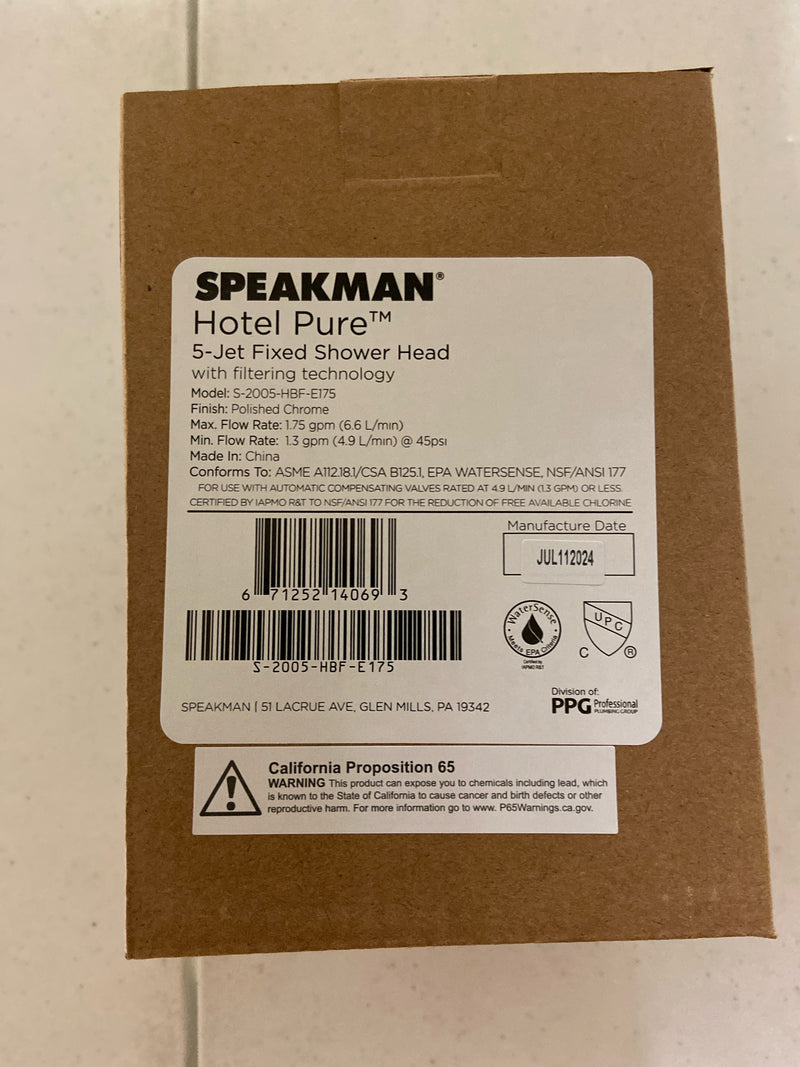 SPEAKMAN®
Hotel Pure™
5-Jet Fixed Shower Head
with filtering technology
Model: S-2005-HBF-E175
Finish: Polished Chrome
Max. Flow Rate: 1.75 gpm (6.6 L/min)
Min. Flow Rate: 1.3 gpm (4.9 L/min) @ 45psi
Made In: China
Conforms To: ASME A112.18.1/CSA B125.1, EPA WATERSENSE, NSF/ANSI 177
FOR USE WITH AUTOMATIC COMPENSATING VALVES RATED AT 4.9 L/MIN (1.3 GPM) OR LESS.
CERTIFIED BY IAPMO R&T TO NSF/ANSI 177 FOR THE REDUCTION OF FREE AVAILABLE CHLORINE
Manufacture Date
JUL112024
6 71252 14069 3
S-2005-HBF-E175
WaterSense
Meets EPA Criteria
Certified by
IAPMO R&T
UPC
C ®
SPEAKMAN | 51 LACRUE AVE, GLEN MILLS, PA 19342
Division of:
PPG Professional
PLUMBING GROUP
California Proposition 65
WARNING This product can expose you to chemicals including lead, which
is known to the State of California to cause cancer and birth defects or other
reproductive harm. For more information go to www. P65Warnings.ca.gov.